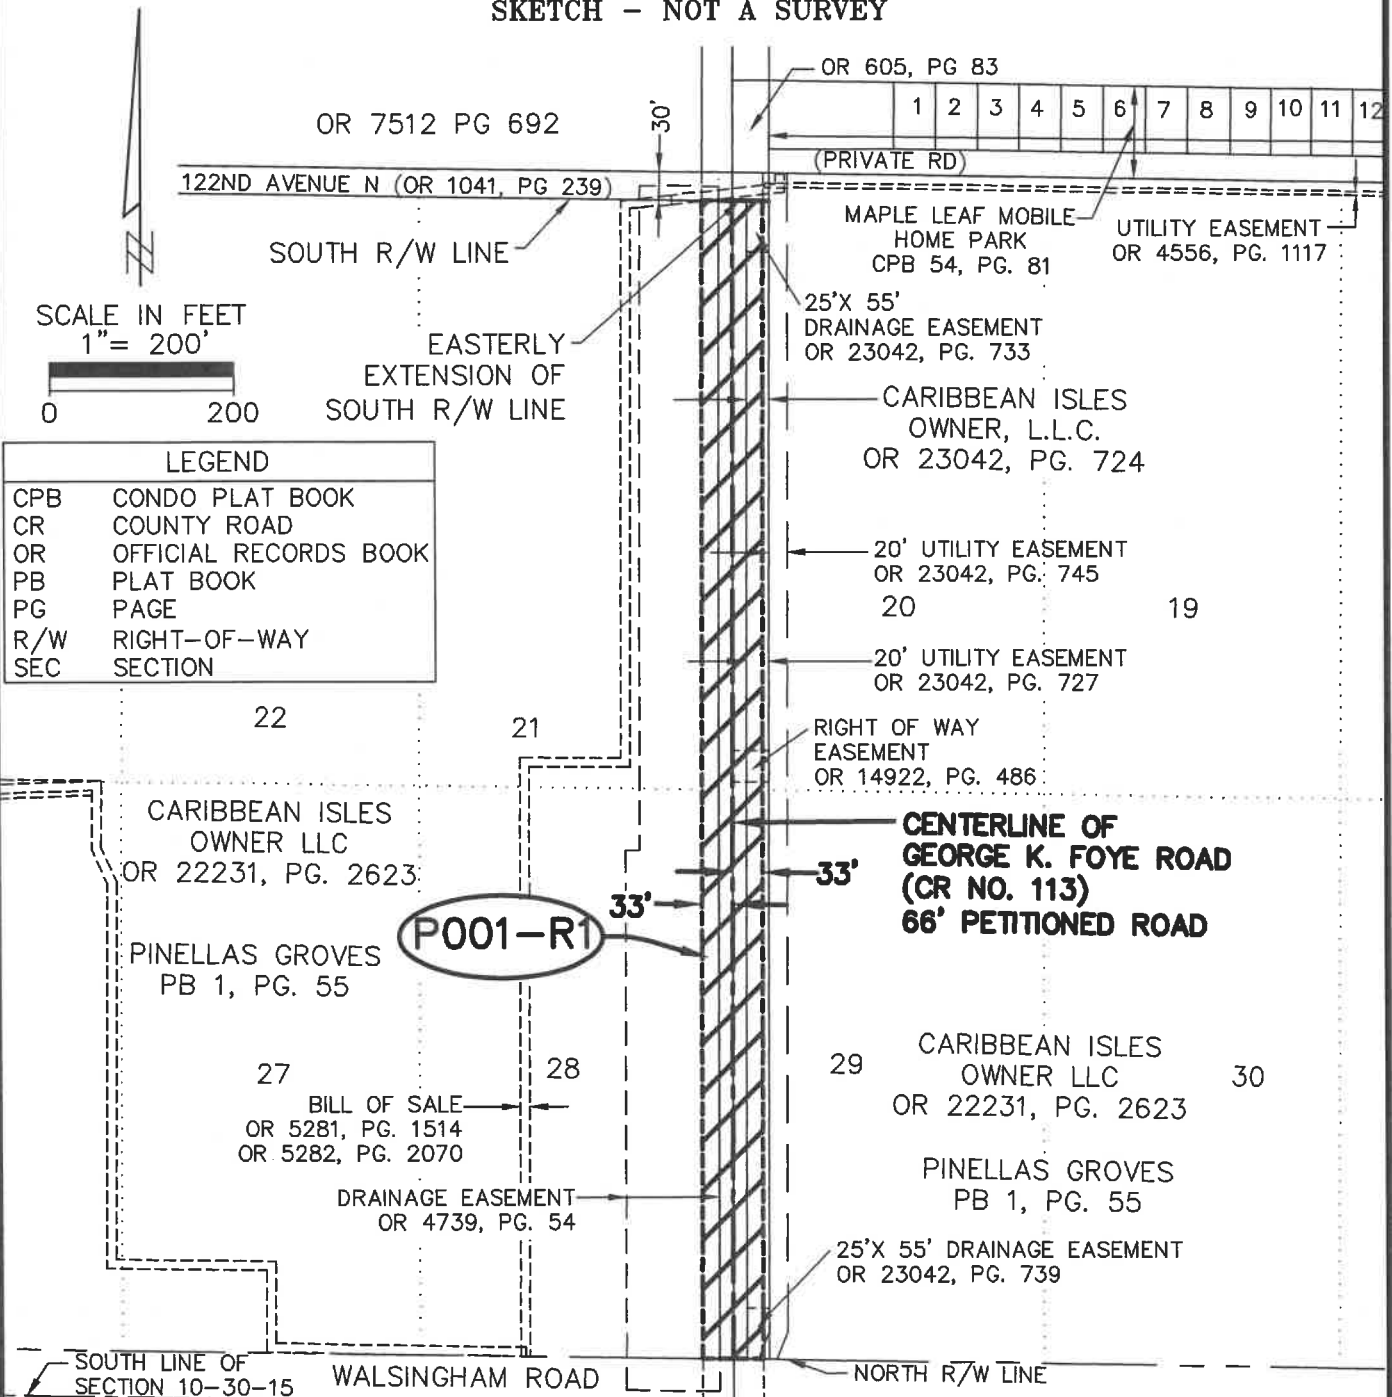 SKETCH – NOT A SURVEY
OR 605, PG 83
1 2 3 4 5 6 7 8 9 10 11 12
OR 7512 PG 692
30'
(PRIVATE RD)
122ND AVENUE N (OR 1041, PG 239)
SOUTH R/W LINE
MAPLE LEAF MOBILE
HOME PARK
CPB 54, PG. 81
UTILITY EASEMENT
OR 4556, PG. 1117
N
SCALE IN FEET
1"= 200'
0 200
EASTERLY
EXTENSION OF
SOUTH R/W LINE
25'X 55'
DRAINAGE EASEMENT
OR 23042, PG. 733
CARIBBEAN ISLES
OWNER, L.L.C.
OR 23042, PG. 724
LEGEND
CPB CONDO PLAT BOOK
CR COUNTY ROAD
OR OFFICIAL RECORDS BOOK
PB PLAT BOOK
PG PAGE
R/W RIGHT-OF-WAY
SEC SECTION
20' UTILITY EASEMENT
OR 23042, PG. 745
20
19
20' UTILITY EASEMENT
OR 23042, PG. 727
22
21
RIGHT OF WAY
EASEMENT
OR 14922, PG. 486
CARIBBEAN ISLES
OWNER LLC
OR 22231, PG. 2623
CENTERLINE OF
GEORGE K. FOYE ROAD
(CR NO. 113)
66' PETITIONED ROAD
33'
33'
P001-R1
PINELLAS GROVES
PB 1, PG. 55
27
28
29
30
CARIBBEAN ISLES
OWNER LLC
OR 22231, PG. 2623
BILL OF SALE
OR 5281, PG. 1514
OR 5282, PG. 2070
PINELLAS GROVES
PB 1, PG. 55
DRAINAGE EASEMENT
OR 4739, PG. 54
25'X 55' DRAINAGE EASEMENT
OR 23042, PG. 739
SOUTH LINE OF
SECTION 10-30-15
WALSINGHAM ROAD
NORTH R/W LINE